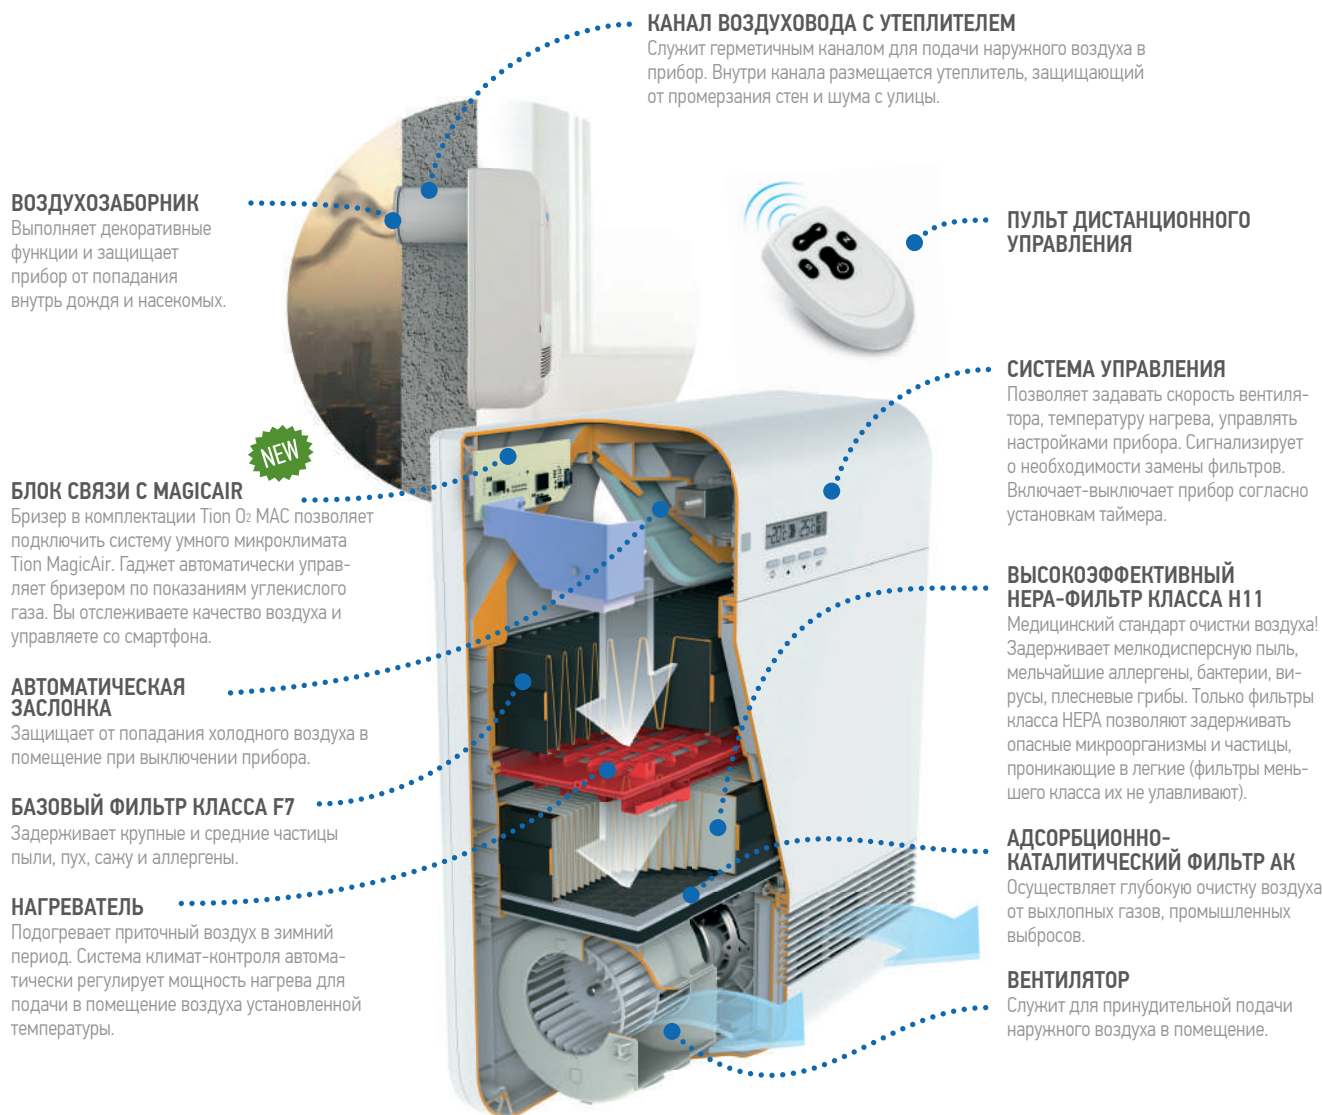 КАНАЛ ВОЗДУХОВОДА С УТЕПЛИТЕЛЕМ
Служит герметичным каналом для подачи наружного воздуха в
прибор. Внутри канала размещается утеплитель, защищающий
от промерзания стен и шума с улицы.
ВОЗДУХОЗАБОРНИК
Выполняет декоративные
функции и защищает
прибор от попадания
внутрь дождя и насекомых.
ПУЛЬТ ДИСТАНЦИОННОГО
УПРАВЛЕНИЯ
СИСТЕМА УПРАВЛЕНИЯ
Позволяет задавать скорость вентиля-
тора, температуру нагрева, управлять
настройками прибора. Сигнализирует
о необходимости замены фильтров.
Включает-выключает прибор согласно
установкам таймера.
NEW
БЛОК СВЯЗИ С MAGICAIR
Бризер в комплектации Tion O2 MAC позволяет
подключить систему умного микроклимата
Tion MagicAir. Гаджет автоматически управ-
ляет бризером по показаниям углекислого
газа. Вы отслеживаете качество воздуха и
управляете со смартфона.
-20°c 25°c
ВЫСОКОЭФФЕКТИВНЫЙ
HEPA-ФИЛЬТР КЛАССА H11
Медицинский стандарт очистки воздуха!
Задерживает мелкодисперсную пыль,
мельчайшие аллергены, бактерии, ви-
русы, плесневые грибы. Только фильтры
класса HEPA позволяют задерживать
опасные микроорганизмы и частицы,
проникающие в легкие (фильтры мень-
шего класса их не улавливают).
АВТОМАТИЧЕСКАЯ
ЗАСЛОНКА
Защищает от попадания холодного воздуха в
помещение при выключении прибора.
БАЗОВЫЙ ФИЛЬТР КЛАССА F7
Задерживает крупные и средние частицы
пыли, пух, сажу и аллергены.
АДСОРБЦИОННО-
КАТАЛИТИЧЕСКИЙ ФИЛЬТР АК
Осуществляет глубокую очистку воздуха
от выхлопных газов, промышленных
выбросов.
НАГРЕВАТЕЛЬ
Подогревает приточный воздух в зимний
период. Система климат-контроля автома-
тически регулирует мощность нагрева для
подачи в помещение воздуха установленной
температуры.
ВЕНТИЛЯТОР
Служит для принудительной подачи
наружного воздуха в помещение.